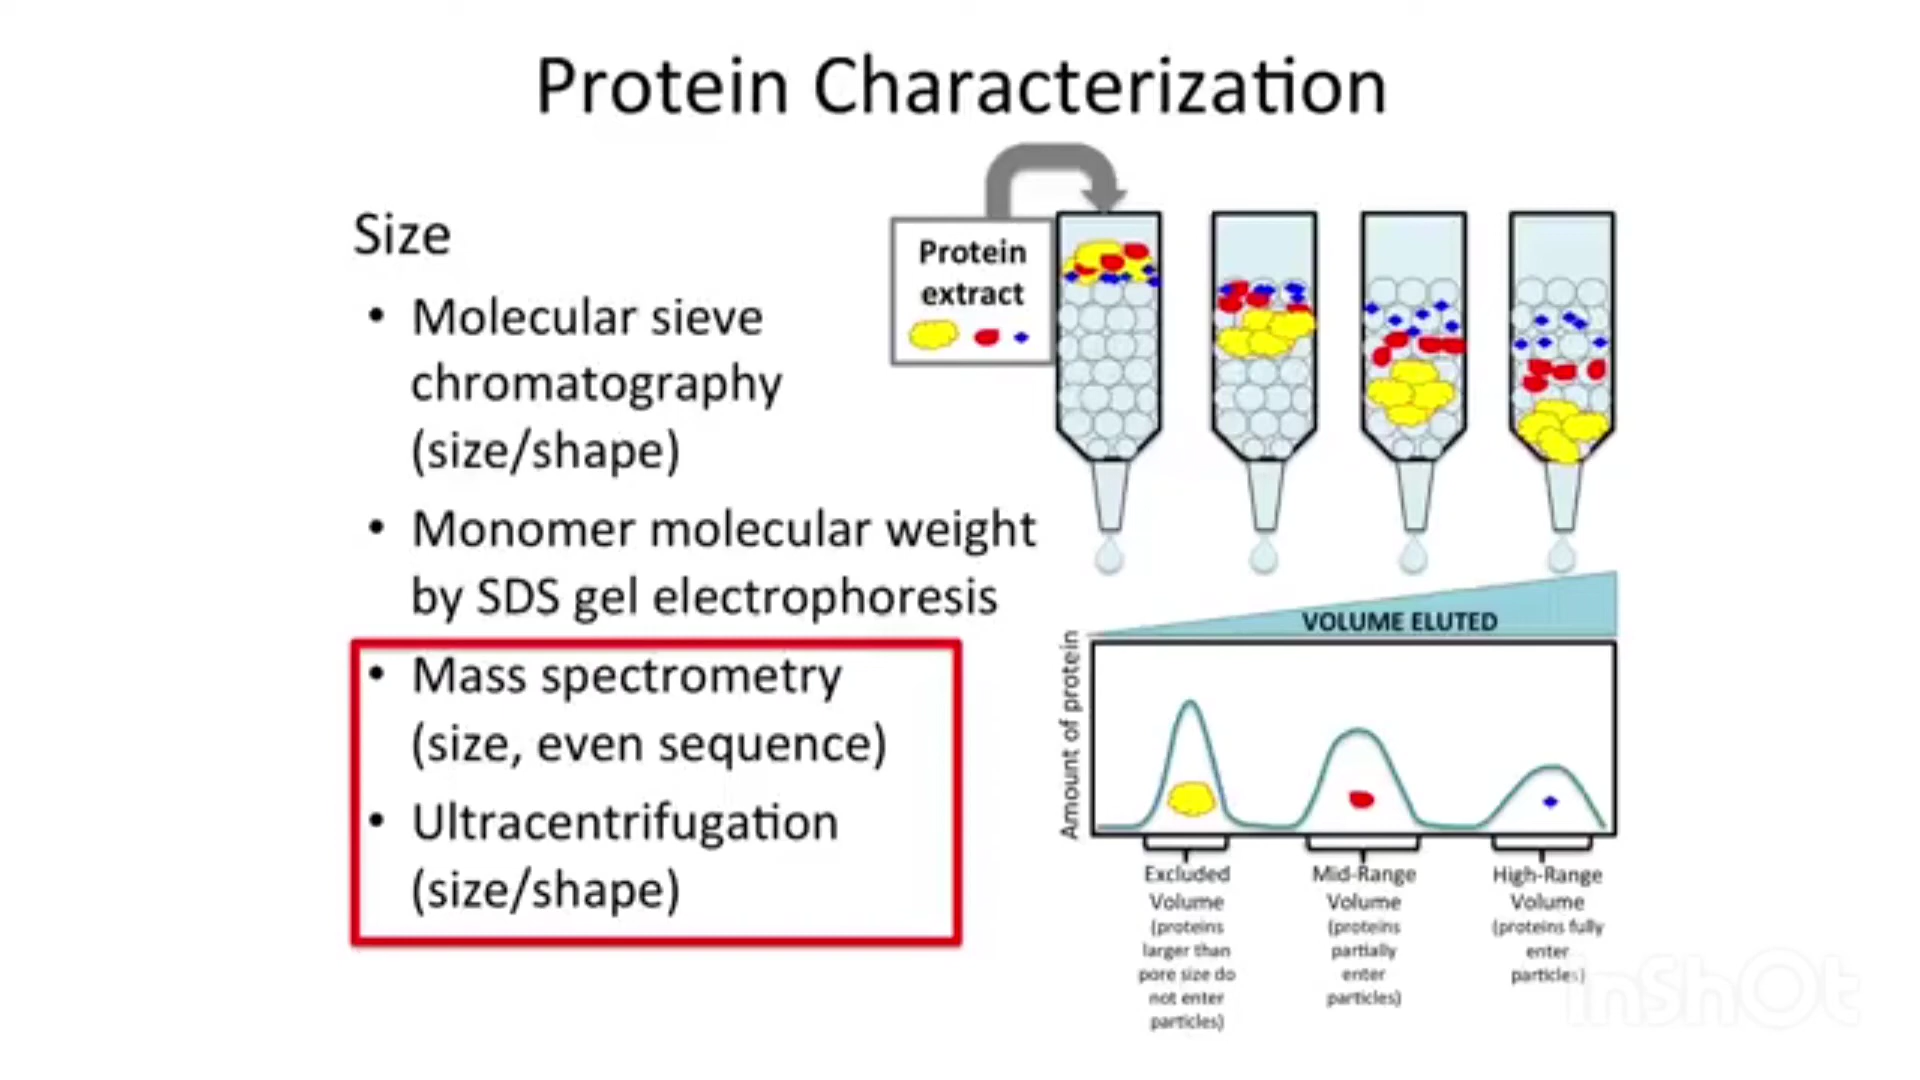 Protein Characterization
Size
• Molecular sieve
chromatography
(size/shape)
• Monomer molecular weight
by SDS gel electrophoresis
• Mass spectrometry
(size, even sequence)
• Ultracentrifugation
(size/shape)
Protein
extract
VOLUME ELUTED
Amount of protein
Excluded
Volume
(proteins
larger than
pore size do
not enter
particles)
Mid-Range
Volume
(proteins
partially
enter
particles)
High-Range
Volume
(proteins fully
enter
particles)
InShOt